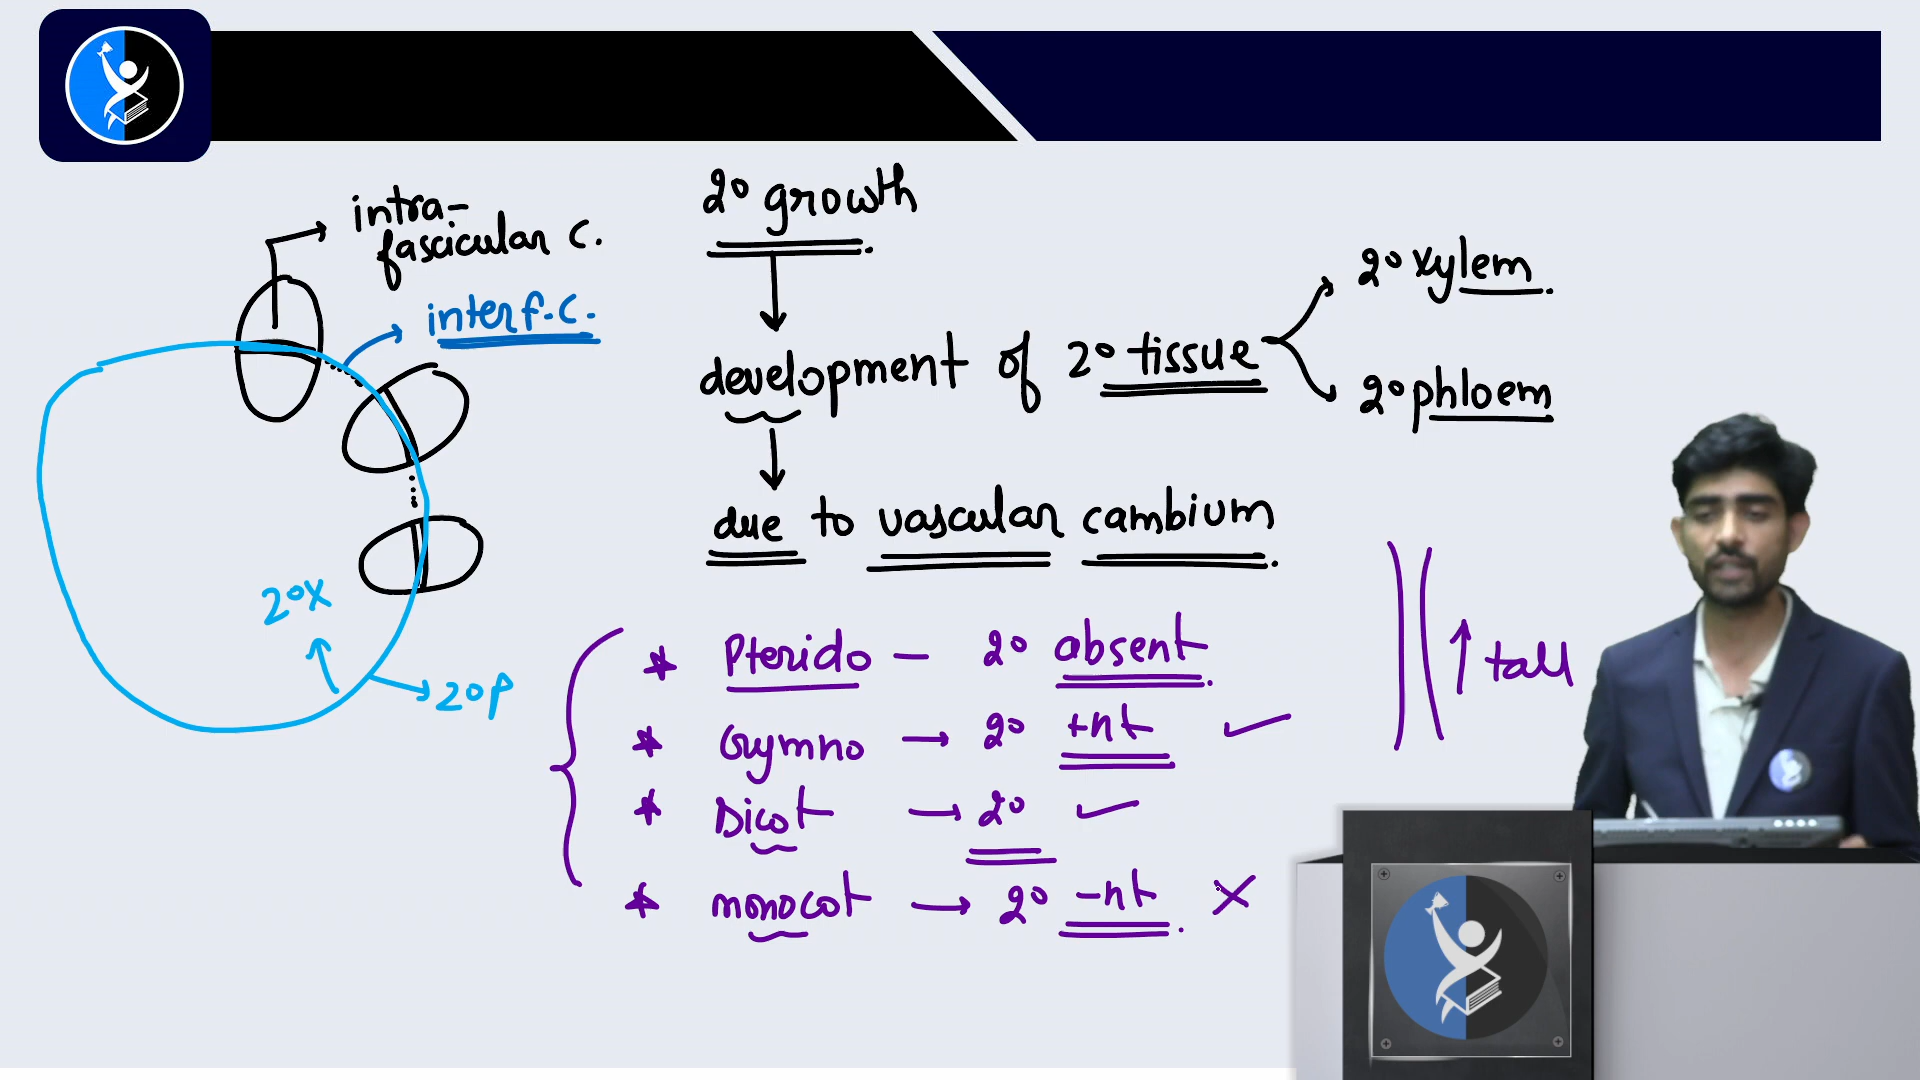 intra-
fascicular c.
interf.c.
2° growth
development of 2° tissue
2° xylem.
2° phloem
due to vascular cambium.
2°X
2°P
* Pterido - 2° absent.
* Gymno → 2° +nt ✓
* Dicot → 2° ✓
* monocot → 2° -nt. X
↑ tall